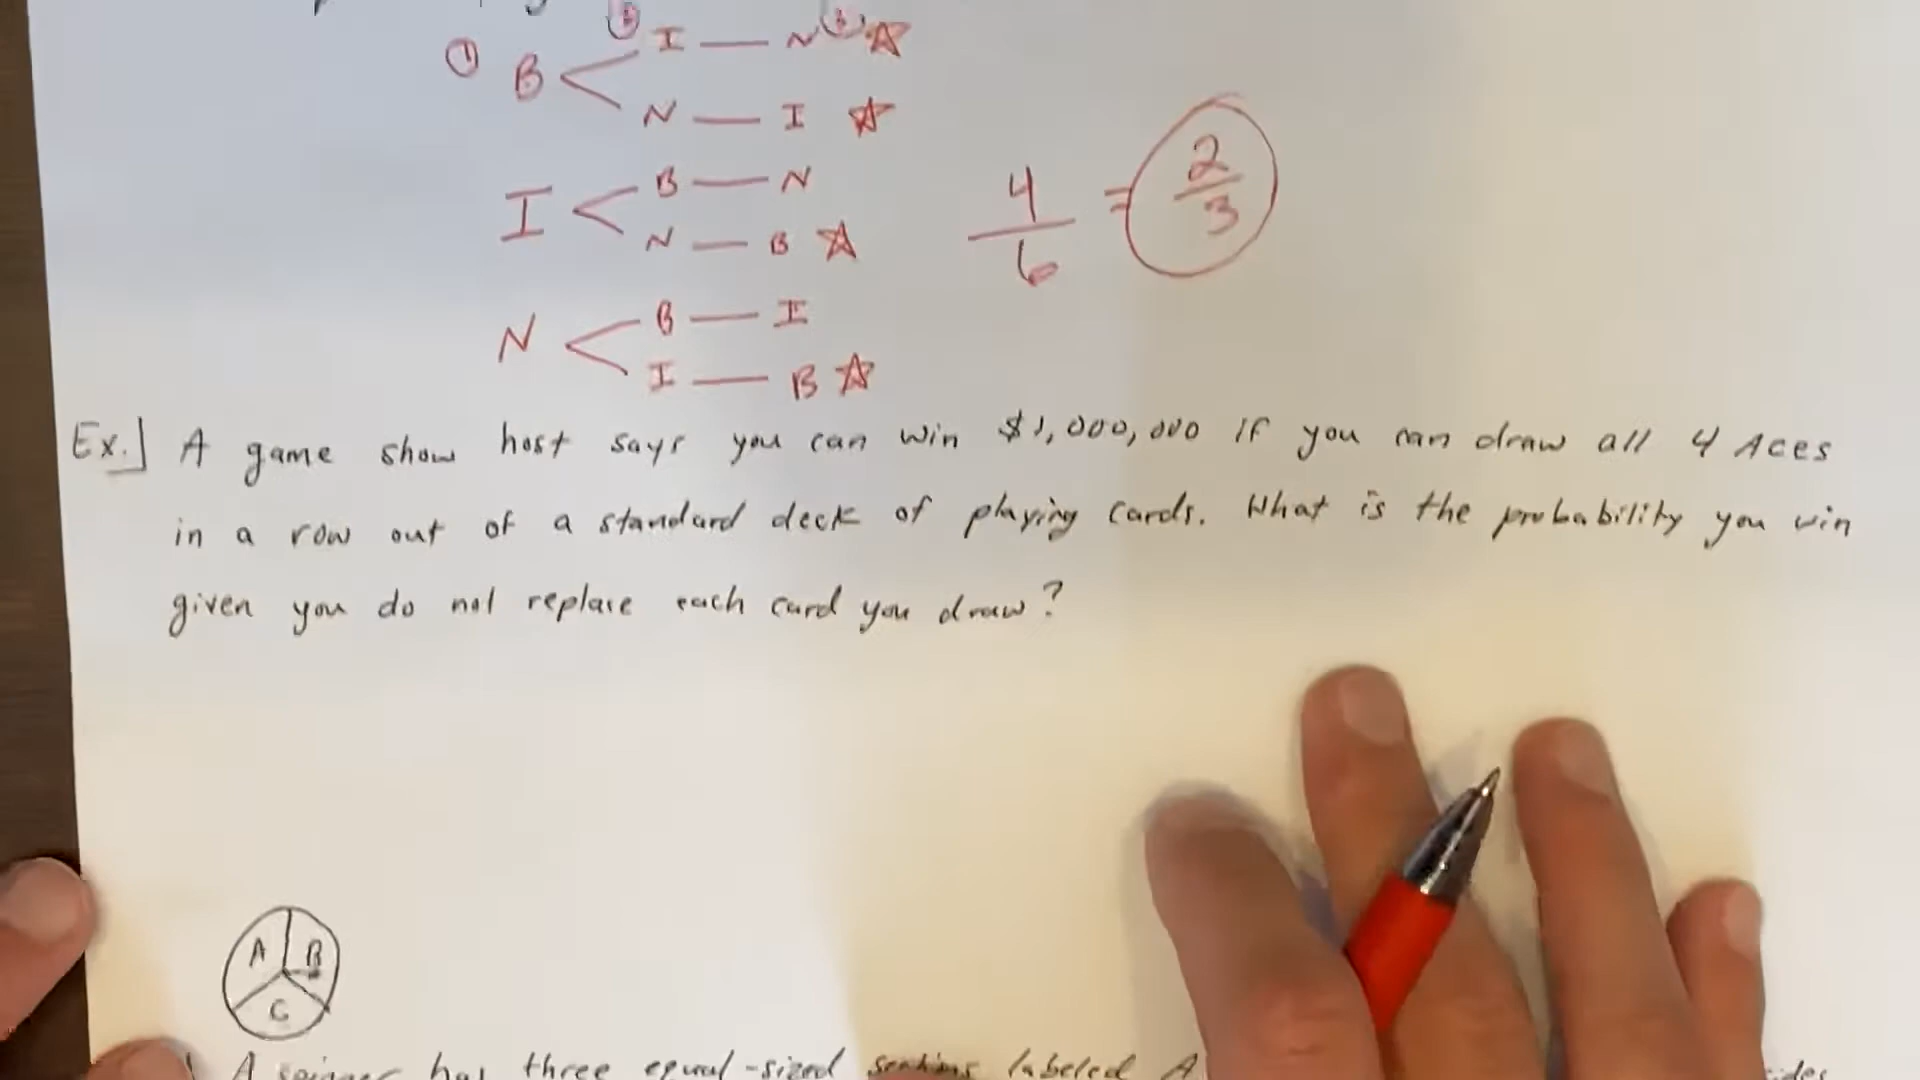 ① B I — N ☆
N — I ☆
I B — N
N — B ☆
4/6 = 2/3
N B — I
I — B ☆
Ex.] A game show host says you can win $1,000,000 if you can draw all 4 Aces
in a row out of a standard deck of playing cards. What is the probability you win
given you do not replace each card you draw?
A B
C
A spinner has three equal-sized sections labeled A